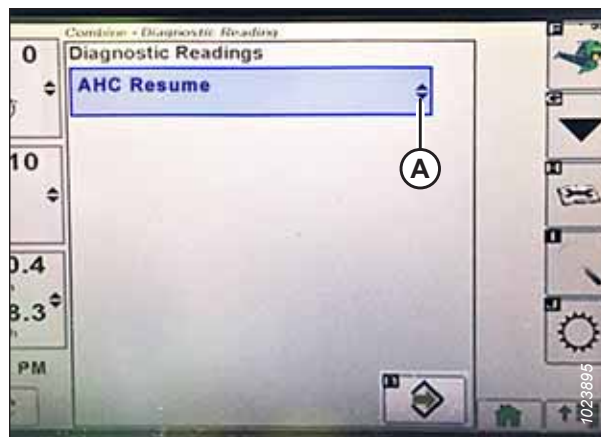 Combine - Diagnostic Reading
Diagnostic Readings
AHC Resume
A
0
10
0.4
8.3
PM
1023895